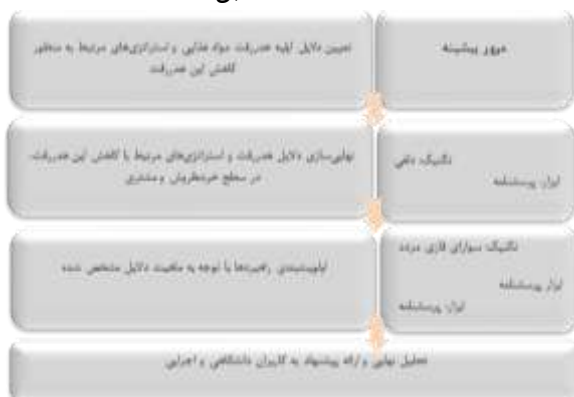 مرور پیشینه
تعیین دلایل اولیه هدررفت مواد غذایی و استراتژی‌های مرتبط به منظور
کاهش این هدررفت
تکنیک: دلفی
ابزار: پرسشنامه
نهایی‌سازی دلایل هدررفت و استراتژی‌های مرتبط با کاهش این هدررفت،
در سطح خرده‌فروش و مشتری
تکنیک: سوارای فازی مردد
ابزار: پرسشنامه
ابزار: پرسشنامه
اولویت‌بندی راهبردها با توجه به ماهیت دلایل مشخص شده
تحلیل نهایی و ارائه پیشنهاد به کاربران دانشگاهی و اجرایی